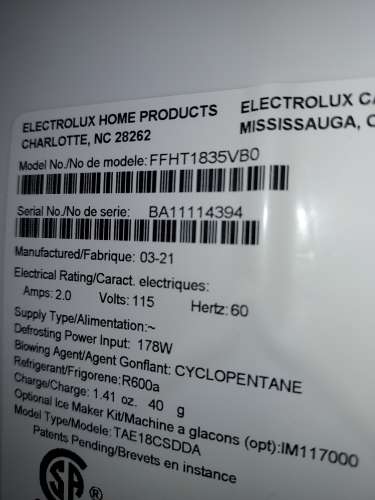 ELECTROLUX HOME PRODUCTS
CHARLOTTE, NC 28262
ELECTROLUX
MISSISSAUGA,
Model No./No de modele: FFHT1835VB0
Serial No./No de serie: BA11114394
Manufactured/Fabrique: 03-21
Electrical Rating/Caract. electriques:
Amps: 2.0 Volts: 115 Hertz: 60
Supply Type/Alimentation:~
Defrosting Power Input: 178W
Blowing Agent/Agent Gonflant: CYCLOPENTANE
Refrigerant/Frigorene: R600a
Charge/Charge: 1.41 oz. 40 g
Optional Ice Maker Kit/Machine a glacons (opt): IM117000
Model Type/Modele: TAE18CSDDA
Patents Pending/Brevets en instance
SA ®